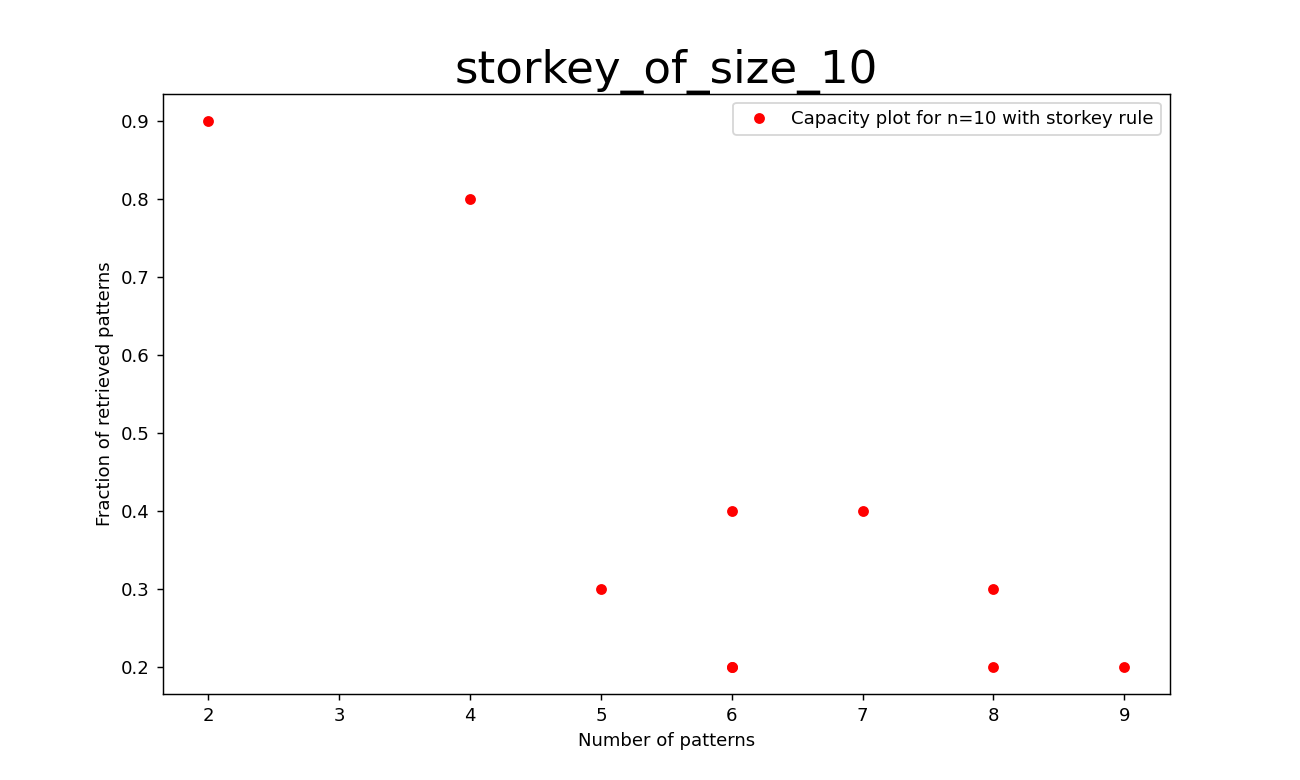 storkey_of_size_10
Capacity plot for n=10 with storkey rule
Fraction of retrieved patterns
0.9
0.8
0.7
0.6
0.5
0.4
0.3
0.2
2 3 4 5 6 7 8 9
Number of patterns